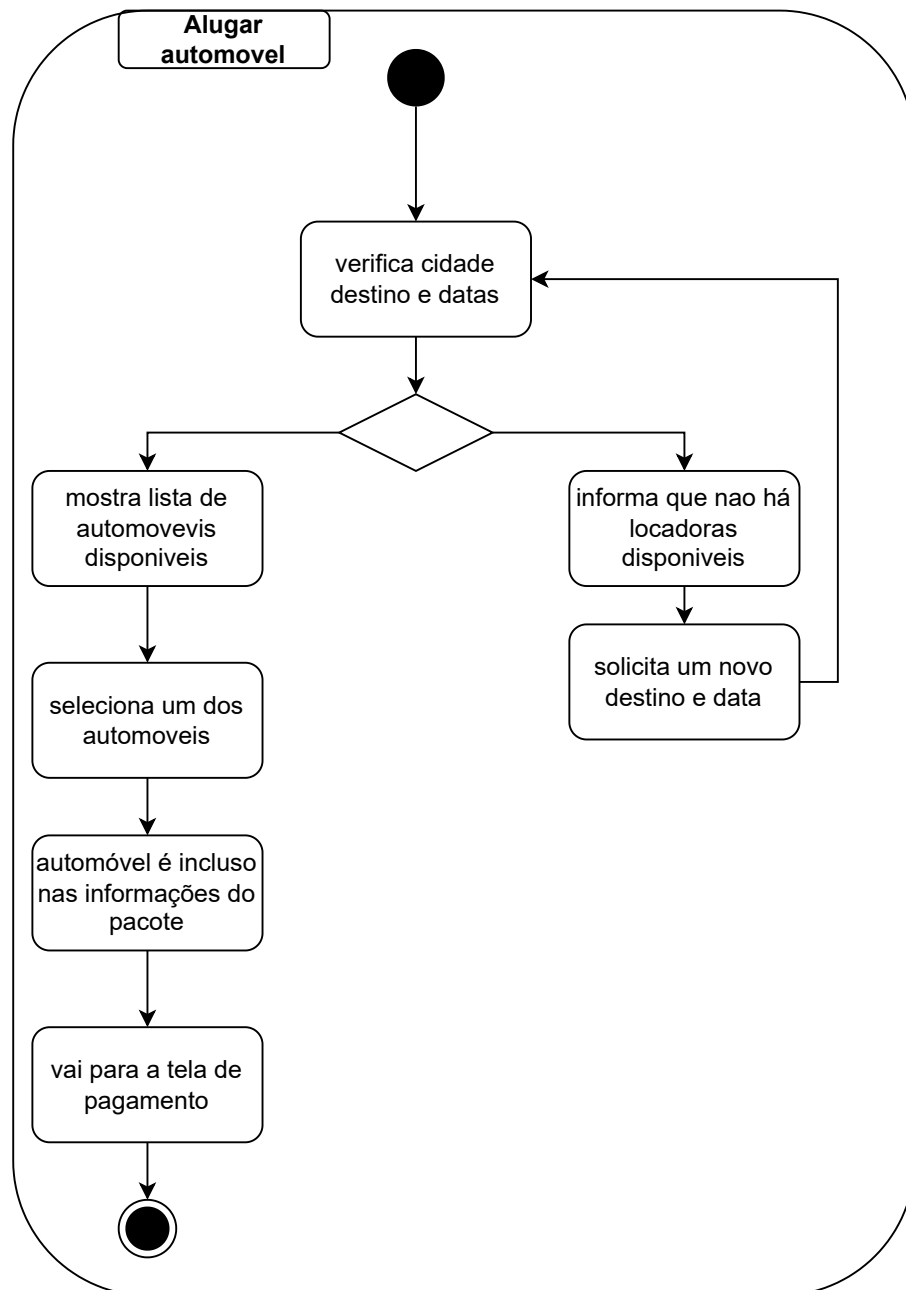 Alugar
automovel
verifica cidade
destino e datas
mostra lista de
automovevis
disponiveis
informa que nao há
locadoras
disponiveis
solicita um novo
destino e data
seleciona um dos
automoveis
automóvel é incluso
nas informações do
pacote
vai para a tela de
pagamento